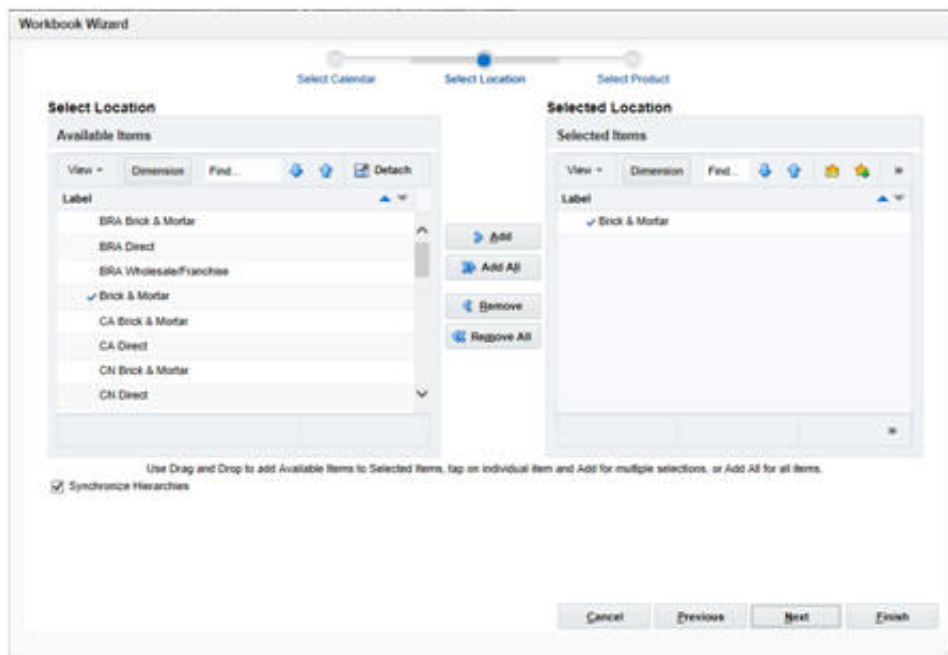 Workbook Wizard
Select Calendar Select Location Select Product
Select Location
Available Items
View Dimension Find... Detach
Label
BRA Brick & Mortar
BRA Direct
BRA Wholesale/Franchise
Brick & Mortar
CA Brick & Mortar
CA Direct
CN Brick & Mortar
CN Direct
Add
Add All
Remove
Remove All
Selected Location
Selected Items
View Dimension Find... »
Label
Brick & Mortar
»
Use Drag and Drop to add Available Items to Selected Items, tap on individual item and Add for multiple selections, or Add All for all items.
Synchronize Hierarchies
Cancel Previous Next Finish